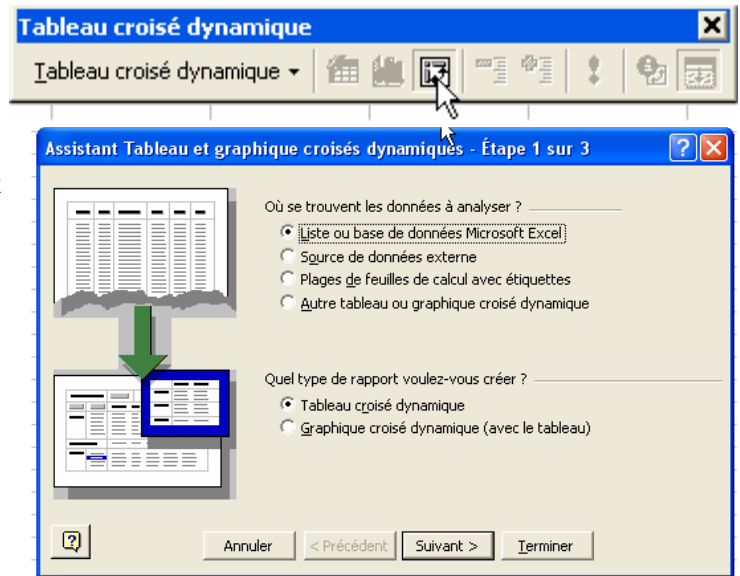 Tableau croisé dynamique
Tableau croisé dynamique
Assistant Tableau et graphique croisés dynamiques - Étape 1 sur 3
Où se trouvent les données à analyser ?
Liste ou base de données Microsoft Excel
Source de données externe
Plages de feuilles de calcul avec étiquettes
Autre tableau ou graphique croisé dynamique
Quel type de rapport voulez-vous créer ?
Tableau croisé dynamique
Graphique croisé dynamique (avec le tableau)
Annuler < Précédent Suivant > Terminer